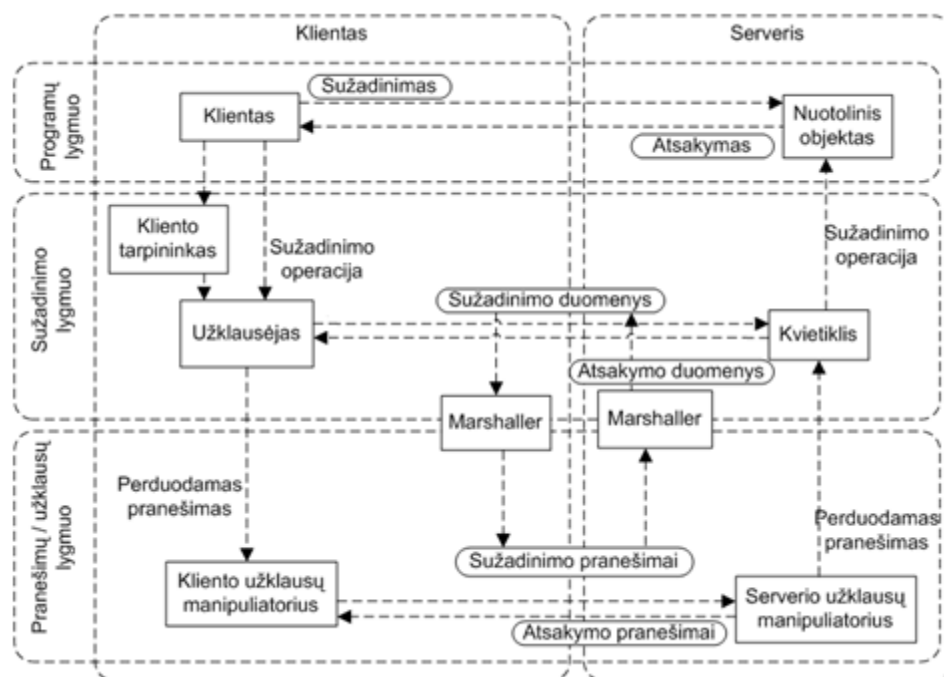 Klientas
Serveris
Programų
lygmuo
Sužadinimas
Klientas
Nuotolinis
objektas
Atsakymas
Sužadinimo
lygmuo
Kliento
tarpininkas
Sužadinimo
operacija
Sužadinimo
operacija
Sužadinimo duomenys
Užklausėjas
Kvietiklis
Atsakymo duomenys
Marshaller
Marshaller
Pranešimų / užklausų
lygmuo
Perduodamas
pranešimas
Perduodamas
pranešimas
Sužadinimo pranešimai
Kliento užklausų
manipuliatorius
Serverio užklausų
manipuliatorius
Atsakymo pranešimai